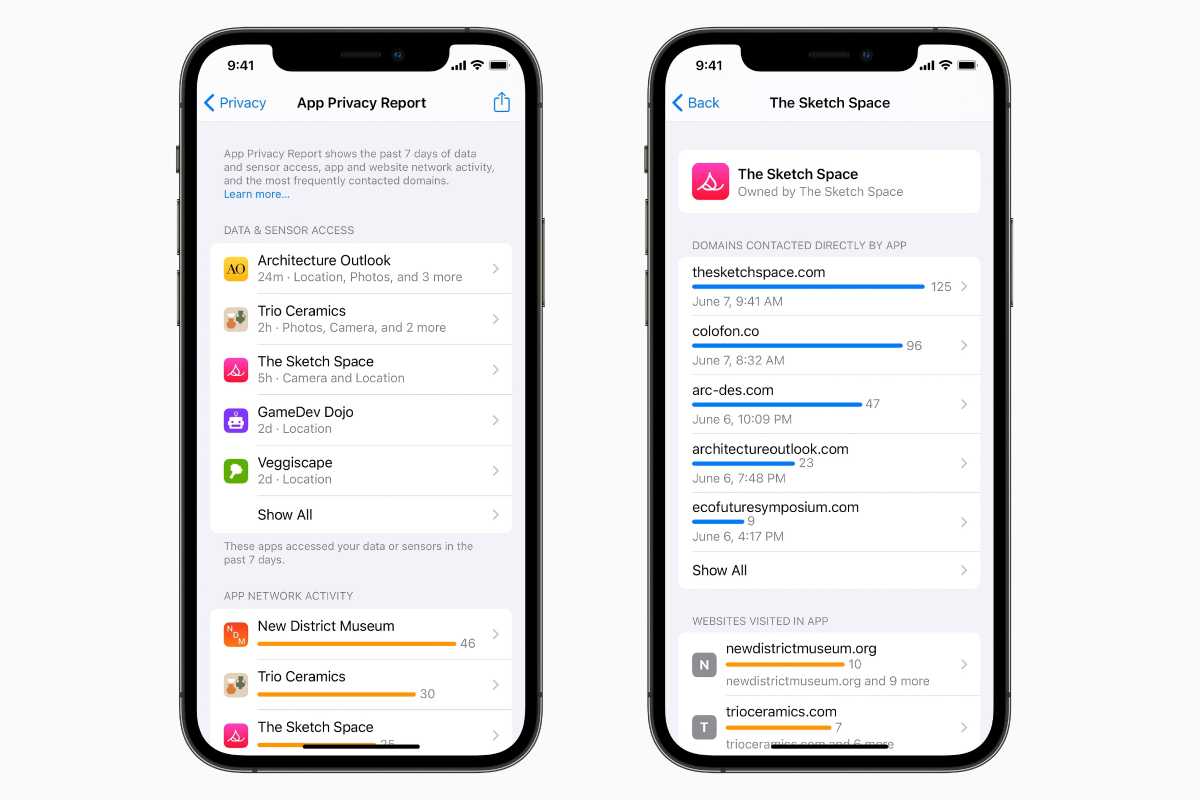 9:41
Privacy
App Privacy Report
App Privacy Report shows the past 7 days of data
and sensor access, app and website network activity,
and the most frequently contacted domains.
Learn more...
DATA & SENSOR ACCESS
AO
Architecture Outlook
24m · Location, Photos, and 3 more
Trio Ceramics
2h · Photos, Camera, and 2 more
The Sketch Space
5h · Camera and Location
GameDev Dojo
2d · Location
Veggiscape
2d · Location
Show All
These apps accessed your data or sensors in the
past 7 days.
APP NETWORK ACTIVITY
NDM
New District Museum
46
Trio Ceramics
30
The Sketch Space
25
9:41
Back
The Sketch Space
The Sketch Space
Owned by The Sketch Space
DOMAINS CONTACTED DIRECTLY BY APP
thesketchspace.com
125
June 7, 9:41 AM
colofon.co
96
June 7, 8:32 AM
arc-des.com
47
June 6, 10:09 PM
architectureoutlook.com
23
June 6, 7:48 PM
ecofuturesymposium.com
9
June 6, 4:17 PM
Show All
WEBSITES VISITED IN APP
N
newdistrictmuseum.org
10
newdistrictmuseum.org and 9 more
T
trioceramics.com
7
trioceramics.com and 6 more